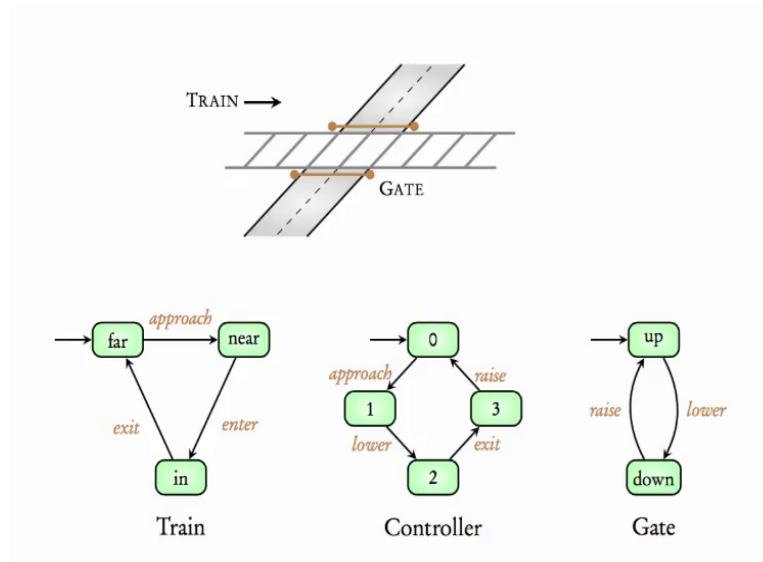 TRAIN
GATE
approach
far
near
exit
enter
in
Train
0
approach
raise
1
3
lower
exit
2
Controller
up
raise
lower
down
Gate